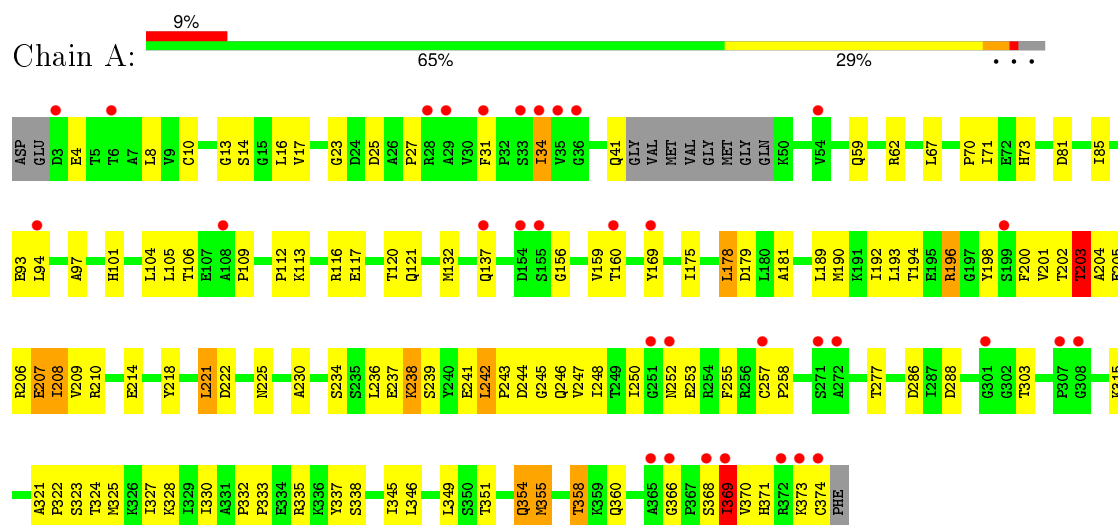 9%
Chain A:
65% 29% • • •
ASP GLU D3 E4 T5 T6 A7 L8 V9 C10 G13 S14 G15 L16 V17 G23 D24 D25 A26 P27 R28 A29 V30 F31 P32 S33 I34 V35 G36 Q41 GLY VAL MET VAL GLY MET GLY GLN K50 V54 Q59 R62 L67 P70 I71 E72 H73 D81 I85
E93 L94 A97 H101 L104 L105 T106 E107 A108 P109 P112 K113 R116 E117 T120 Q121 M132 Q137 D154 S155 G156 V159 T160 Y169 I175 L178 D179 L180 A181 L189 M190 K191 I192 L193 T194 E195 R196 G197 Y198 S199 F200 V201 T202 T203 A204 E205
R206 E207 I208 V209 R210 E214 Y218 L221 D222 N225 A230 S234 S235 L236 E237 K238 S239 Y240 E241 L242 P243 D244 G245 Q246 V247 I248 T249 I250 G251 N252 E253 R254 F255 R256 C257 P258 S271 A272 T277 D286 I287 D288 G301 G302 T303 P307 G308 K315
A321 P322 S323 T324 M325 K326 I327 K328 I329 I330 A331 P332 P333 E334 R335 K336 Y337 S338 I345 L346 L349 S350 T351 Q354 M355 T358 K359 Q360 A365 G366 P367 S368 I369 V370 H371 R372 K373 C374 PHE